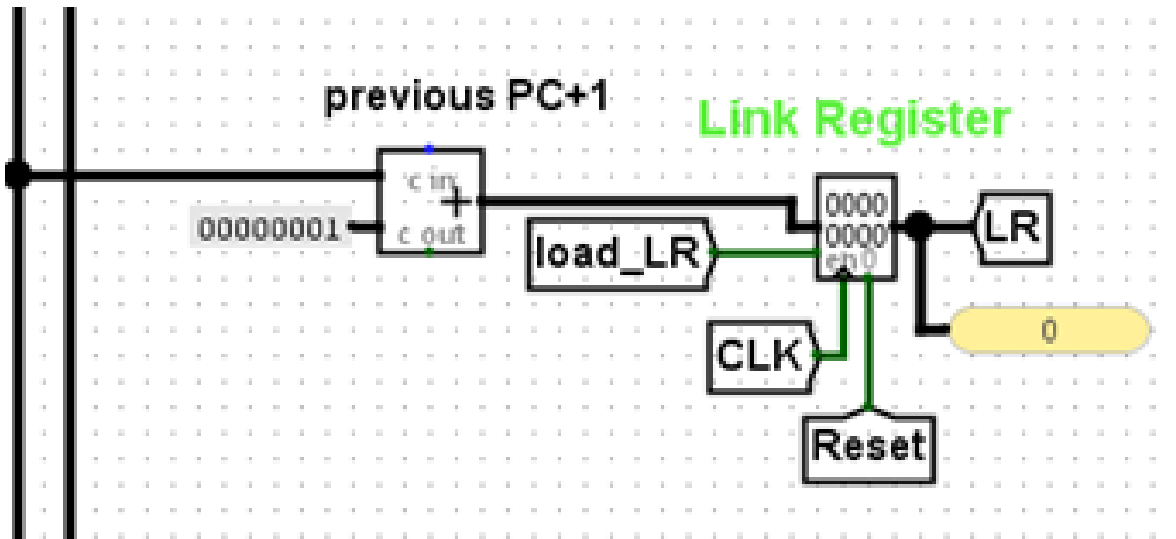 previous PC+1
Link Register
c in
+
00000001
c out
0000
0000
en 0
load_LR
LR
0
CLK
Reset